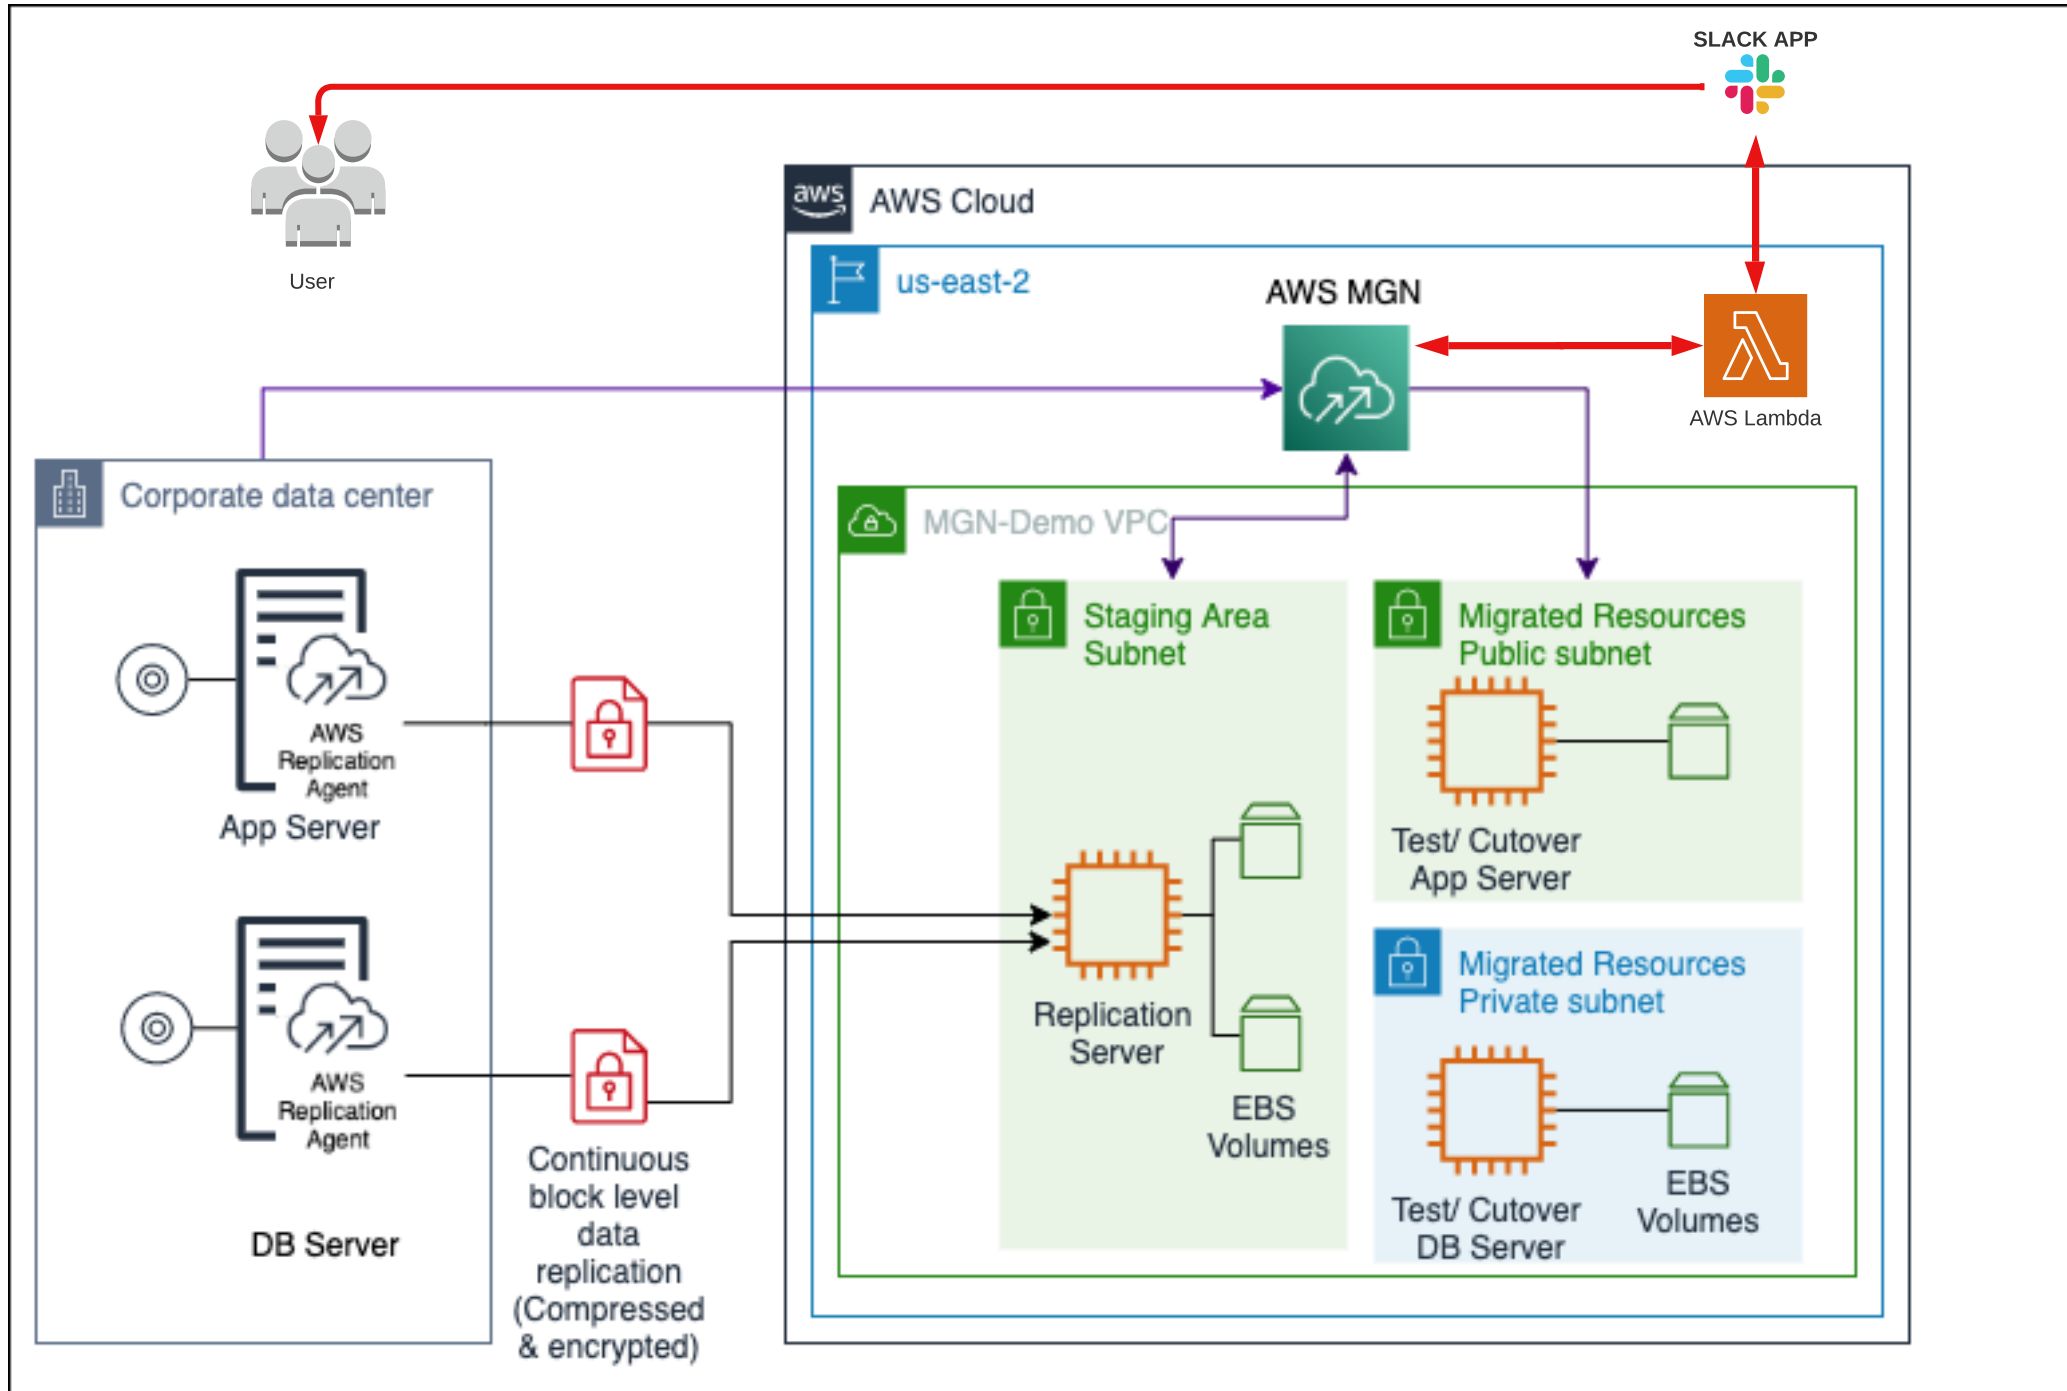 SLACK APP
User
aws
AWS Cloud
us-east-2
AWS MGN
AWS Lambda
Corporate data center
MGN-Demo VPC
AWS
Replication
Agent
App Server
AWS
Replication
Agent
DB Server
Continuous
block level
data
replication
(Compressed
& encrypted)
Staging Area
Subnet
Replication
Server
EBS
Volumes
Migrated Resources
Public subnet
Test/ Cutover
App Server
Migrated Resources
Private subnet
Test/ Cutover
DB Server
EBS
Volumes